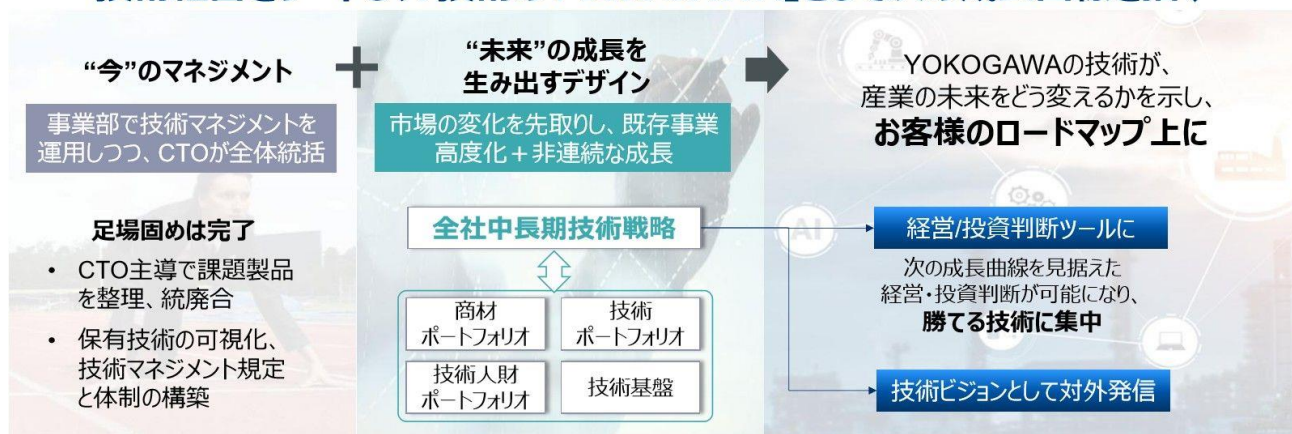 “今”のマネジメント
事業部で技術マネジメントを
運用しつつ、CTOが全体統括
足場固めは完了
• CTO主導で課題製品
を整理、統廃合
• 保有技術の可視化、
技術マネジメント規定
と体制の構築
“未来”の成長を
生み出すデザイン
市場の変化を先取りし、既存事業
高度化＋非連続な成長
全社中長期技術戦略
商材
ポートフォリオ
技術
ポートフォリオ
技術人財
ポートフォリオ
技術基盤
YOKOGAWAの技術が、
産業の未来をどう変えるかを示し、
お客様のロードマップ上に
AI
経営/投資判断ツールに
次の成長曲線を見据えた
経営・投資判断が可能になり、
勝てる技術に集中
技術ビジョンとして対外発信